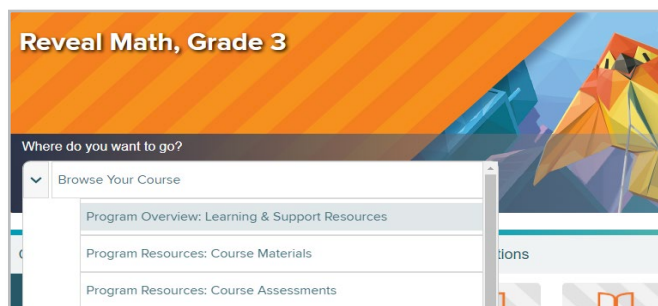 Reveal Math, Grade 3
Where do you want to go?
Browse Your Course
Program Overview: Learning & Support Resources
Program Resources: Course Materials
tions
Program Resources: Course Assessments